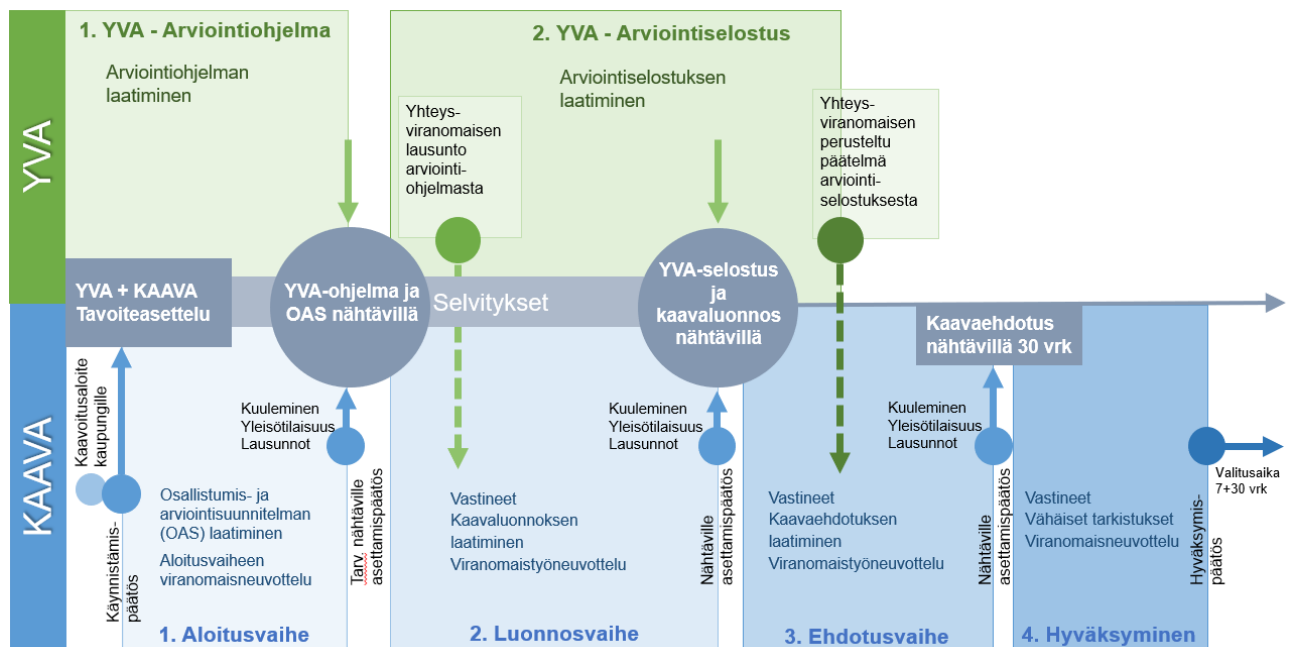 YVA
1. YVA - Arviointiohjelma
Arviointiohjelman
laatiminen
2. YVA - Arviointiselostus
Arviointiselostuksen
laatiminen
Yhteys-
viranomaisen
lausunto
arviointi-
ohjelmasta
Yhteys-
viranomaisen
perusteltu
päätelmä
arviointi-
selostuksesta
YVA + KAAVA
Tavoiteasettelu
YVA-ohjelma ja
OAS nähtävillä
Selvitykset
YVA-selostus
ja
kaavaluonnos
nähtävillä
Kaavaehdotus
nähtävillä 30 vrk
KAAVA
Kaavoitusaloite
kaupungille
Käynnistämis-
päätös
Osallistumis- ja
arviointisuunnitelman
(OAS) laatiminen
Aloitusvaiheen
viranomaisneuvottelu
Kuuleminen
Yleisötilaisuus
Lausunnot
Tarv. nähtäville
asettamispäätös
1. Aloitusvaihe
Vastineet
Kaavaluonnoksen
laatiminen
Viranomaistyöneuvottelu
Kuuleminen
Yleisötilaisuus
Lausunnot
Nähtäville
asettamispäätös
2. Luonnosvaihe
Vastineet
Kaavaehdotuksen
laatiminen
Viranomaistyöneuvottelu
Kuuleminen
Yleisötilaisuus
Lausunnot
Nähtäville
asettamispäätös
3. Ehdotusvaihe
Vastineet
Vähäiset tarkistukset
Viranomaisneuvottelu
Hyväksymis-
päätös
Valitusaika
7+30 vrk
4. Hyväksyminen